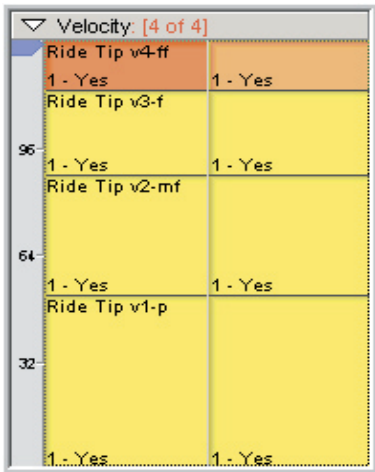 Velocity: [4 of 4]
Ride Tip v4-ff
1 - Yes 1 - Yes
Ride Tip v3-f
96
1 - Yes 1 - Yes
Ride Tip v2-mf
64
1 - Yes 1 - Yes
Ride Tip v1-p
32
1 - Yes 1 - Yes